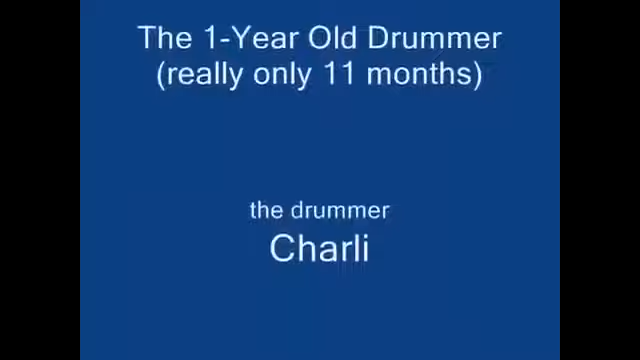 The 1-Year Old Drummer
(really only 11 months)
the drummer
Charli